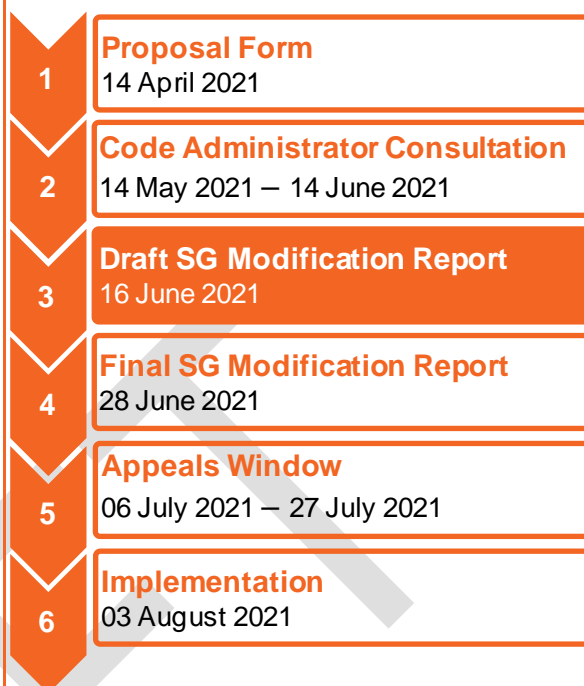 1
Proposal Form
14 April 2021
2
Code Administrator Consultation
14 May 2021 – 14 June 2021
3
Draft SG Modification Report
16 June 2021
4
Final SG Modification Report
28 June 2021
5
Appeals Window
06 July 2021 – 27 July 2021
6
Implementation
03 August 2021